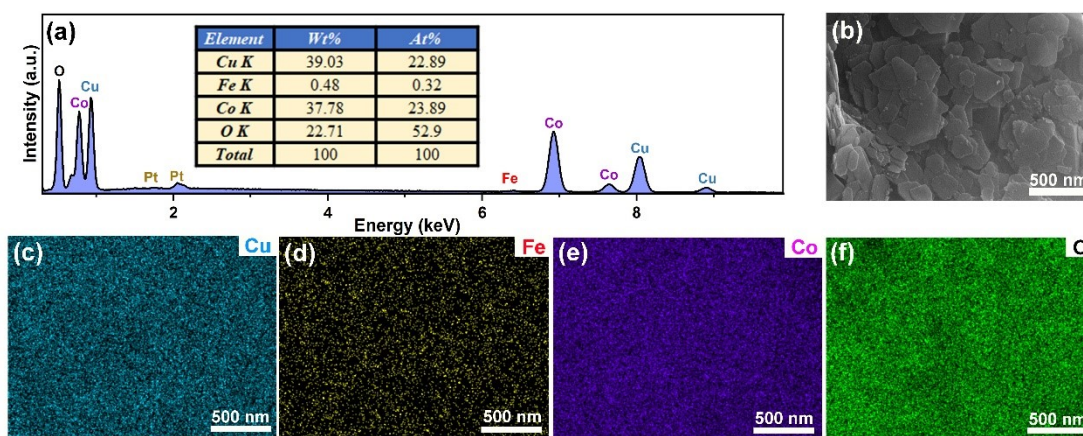 (a)
Intensity (a.u.)
O
Co
Cu
Pt
Pt
Fe
Co
Co
Cu
Cu
2
4
6
8
Energy (keV)
Element Wt% At%
Cu K 39.03 22.89
Fe K 0.48 0.32
Co K 37.78 23.89
O K 22.71 52.9
Total 100 100
(b)
500 nm
(c)
Cu
500 nm
(d)
Fe
500 nm
(e)
Co
500 nm
(f)
O
500 nm